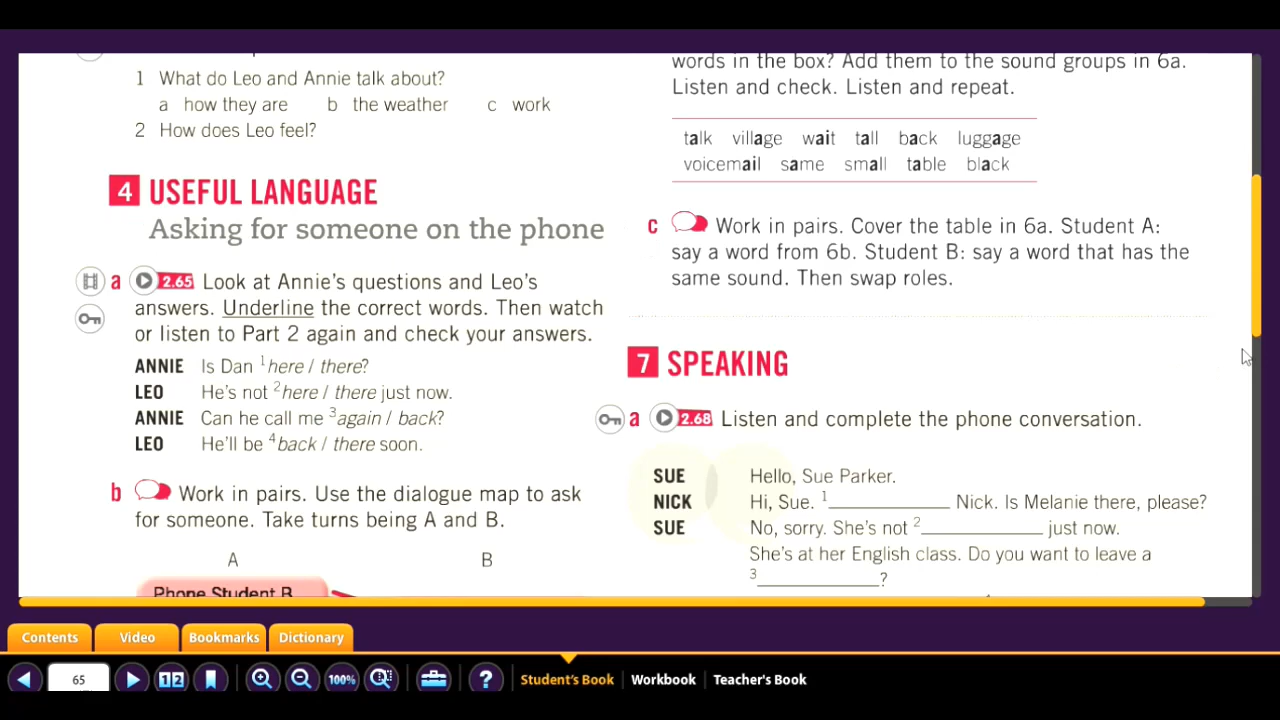 1 What do Leo and Annie talk about?
a how they are b the weather c work
2 How does Leo feel?
4 USEFUL LANGUAGE
Asking for someone on the phone
a 2.65 Look at Annie's questions and Leo's
answers. Underline the correct words. Then watch
or listen to Part 2 again and check your answers.
ANNIE Is Dan ¹here / there?
LEO He's not ²here / there just now.
ANNIE Can he call me ³again / back?
LEO He'll be ⁴back / there soon.
b Work in pairs. Use the dialogue map to ask
for someone. Take turns being A and B.
A B
Phone Student B
words in the box? Add them to the sound groups in 6a.
Listen and check. Listen and repeat.
talk village wait tall back luggage
voicemail same small table black
c Work in pairs. Cover the table in 6a. Student A:
say a word from 6b. Student B: say a word that has the
same sound. Then swap roles.
7 SPEAKING
a 2.68 Listen and complete the phone conversation.
SUE Hello, Sue Parker.
NICK Hi, Sue. ¹____________ Nick. Is Melanie there, please?
SUE No, sorry. She's not ²____________ just now.
She's at her English class. Do you want to leave a
³____________?
Contents Video Bookmarks Dictionary
65 1 2 100% ? Student's Book Workbook Teacher's Book